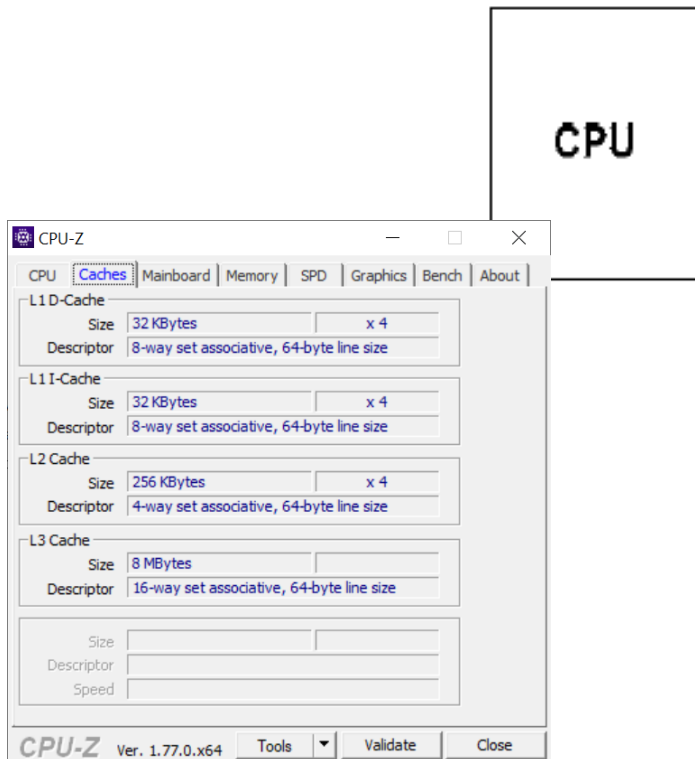 CPU
CPU-Z
CPU Caches Mainboard Memory SPD Graphics Bench About
L1 D-Cache
Size 32 KBytes x 4
Descriptor 8-way set associative, 64-byte line size
L1 I-Cache
Size 32 KBytes x 4
Descriptor 8-way set associative, 64-byte line size
L2 Cache
Size 256 KBytes x 4
Descriptor 4-way set associative, 64-byte line size
L3 Cache
Size 8 MBytes
Descriptor 16-way set associative, 64-byte line size
Size
Descriptor
Speed
CPU-Z Ver. 1.77.0.x64 Tools Validate Close